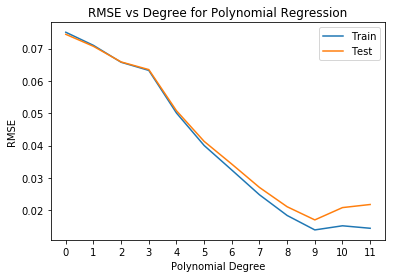 RMSE vs Degree for Polynomial Regression
Train
Test
0.07
0.06
0.05
0.04
0.03
0.02
RMSE
0 1 2 3 4 5 6 7 8 9 10 11
Polynomial Degree